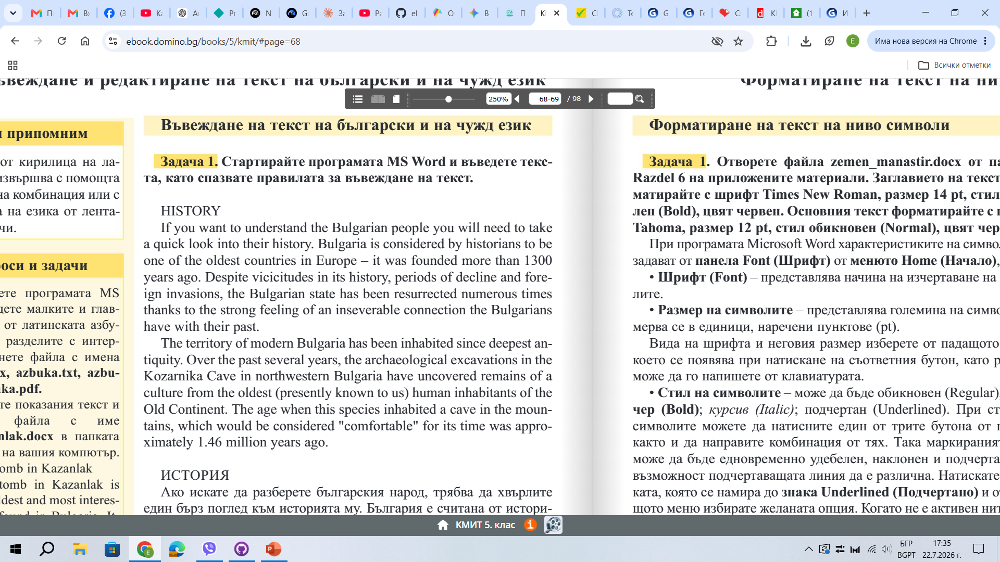 ebook.domino.bg/books/5/kmit/#page=68
Има нова версия на Chrome
Всички отметки
ъвеждане и редактиране на текст на български и на чужд език
250%
68-69
/ 98
и припомним
от кирилица на ла-
извършва с помощта
на комбинация или с
а на езика от лента-
чи.
оси и задачи
ете програмата MS
дете малките и глав-
от латинската азбу-
разделите с интер-
нете файла с имена
x, azbuka.txt, azbu-
ka.pdf.
те показания текст и
файла с име
nlak.docx в папката
на вашия компютър.
omb in Kazanlak
tomb in Kazanlak is
ldest and most interes-
found in Bulgaria. It
Въвеждане на текст на български и на чужд език
Задача 1. Стартирайте програмата MS Word и въведете текс-
та, като спазвате правилата за въвеждане на текст.
HISTORY
If you want to understand the Bulgarian people you will need to take
a quick look into their history. Bulgaria is considered by historians to be
one of the oldest countries in Europe – it was founded more than 1300
years ago. Despite vicicitudes in its history, periods of decline and fore-
ign invasions, the Bulgarian state has been resurrected numerous times
thanks to the strong feeling of an inseverable connection the Bulgarians
have with their past.
The territory of modern Bulgaria has been inhabited since deepest an-
tiquity. Over the past several years, the archaeological excavations in the
Kozarnika Cave in northwestern Bulgaria have uncovered remains of a
culture from the oldest (presently known to us) human inhabitants of the
Old Continent. The age when this species inhabited a cave in the moun-
tains, which would be considered "comfortable" for its time was appro-
ximately 1.46 million years ago.
ИСТОРИЯ
Ако искате да разберете българския народ, трябва да хвърлите
един бърз поглед към историята му. България е считана от истори-
Форматиране на текст на ни
Форматиране на текст на ниво символи
Задача 1. Отворете файла zemen_manastir.docx от па
Razdel 6 на приложените материали. Заглавието на текст
матирайте с шрифт Times New Roman, размер 14 pt, стил
лен (Bold), цвят червен. Основния текст форматирайте с
Tahoma, размер 12 pt, стил обикновен (Normal), цвят чер
При програмата Microsoft Word характеристиките на симво
задават от панела Font (Шрифт) от менюто Home (Начало),
• Шрифт (Font) – представлява начина на изчертаване на
лите.
• Размер на символите – представлява големина на симво
мерва се в единици, наречени пунктове (pt).
Вида на шрифта и неговия размер изберете от падащото
което се появява при натискане на съответния бутон, като р
може да го напишете от клавиатурата.
• Стил на символите – може да бъде обикновен (Regular),
чер (Bold); курсив (Italic); подчертан (Underlined). При ст
символите можете да натисните един от трите бутона от
както и да направите комбинация от тях. Така маркираният
може да бъде едновременно удебелен, наклонен и подчерта
възможност подчертаващата линия да е различна. Натискате
ката, която се намира до знака Underlined (Подчертано) и от
щото меню избирате желаната опция. Когато не е активен нит
КМИТ 5. клас
БГР
BGPT
17:35
22.7.2026 г.